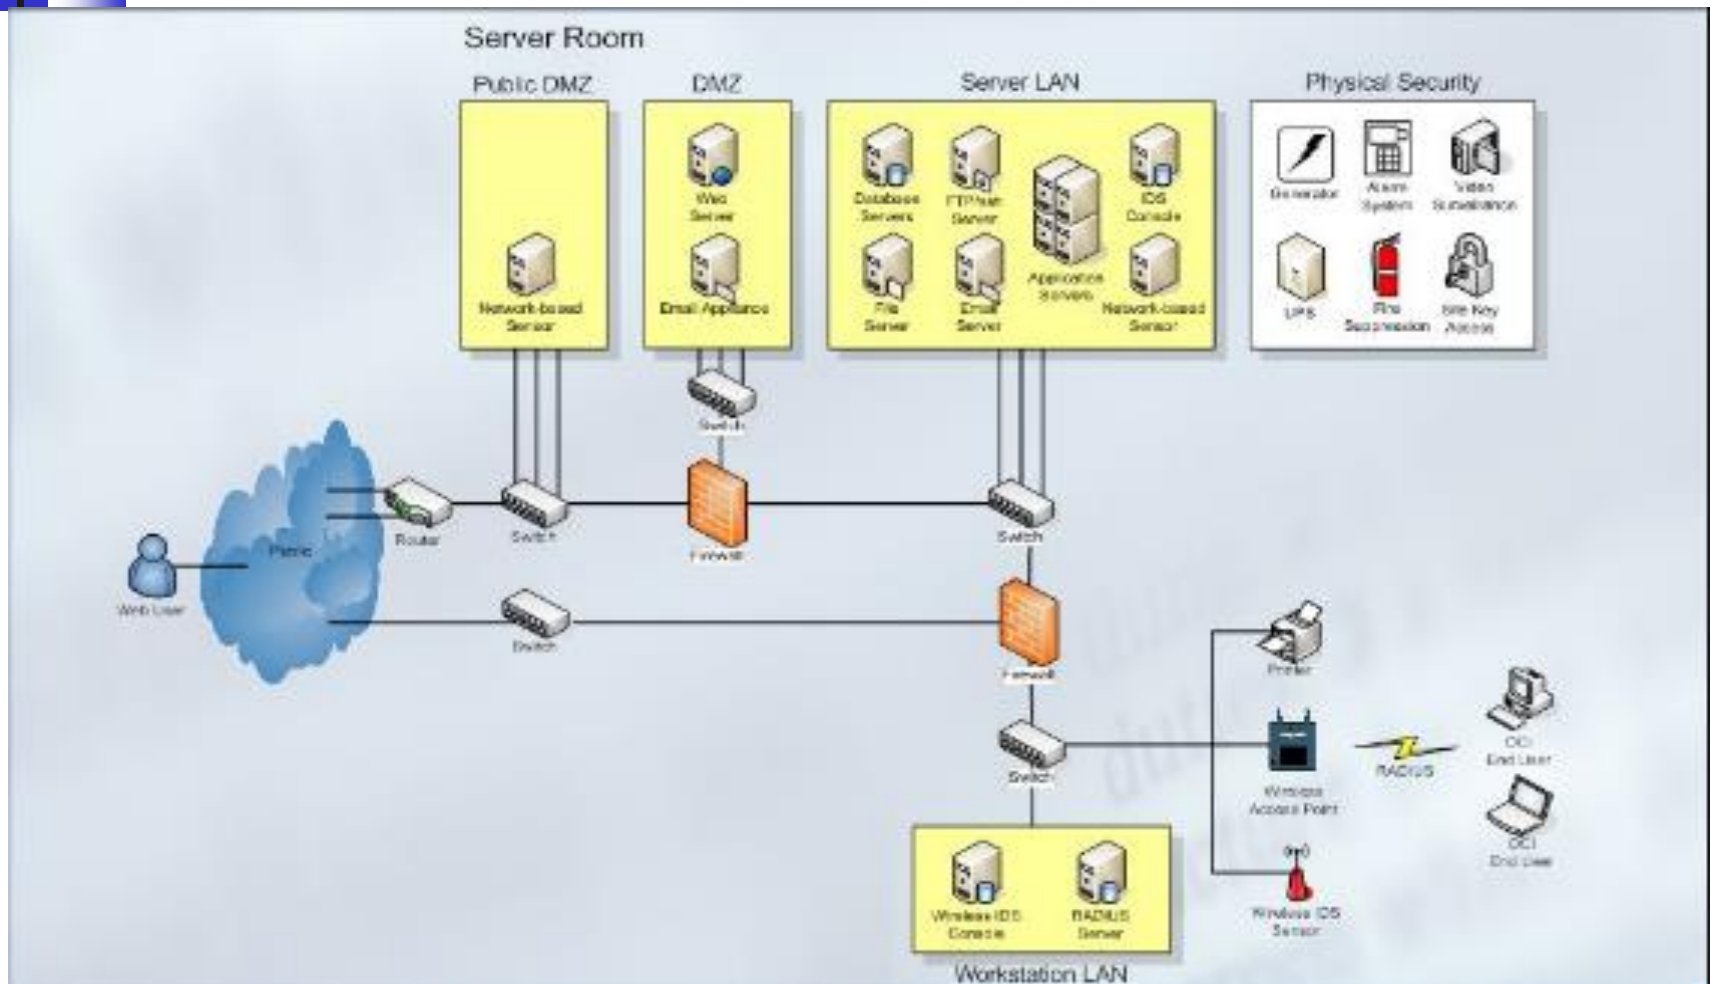 Server Room
Public DMZ
DMZ
Server LAN
Physical Security
Web
Server
Database
Servers
Server
IDS
Console
Generator
Alarm
System
Video
Surveillance
Network-based
Sensor
Email Appliance
File
Server
Email
Server
Application
Servers
Network-based
Sensor
UPS
Fire
Suppression
Site Key
Access
Switch
Public
Router
Switch
Firewall
Switch
Web User
Switch
Firewall
Printer
Switch
Wireless
Access Point
RADIUS
End User
End User
Wireless IDS
Console
RADIUS
Server
Wireless IDS
Sensor
Workstation LAN